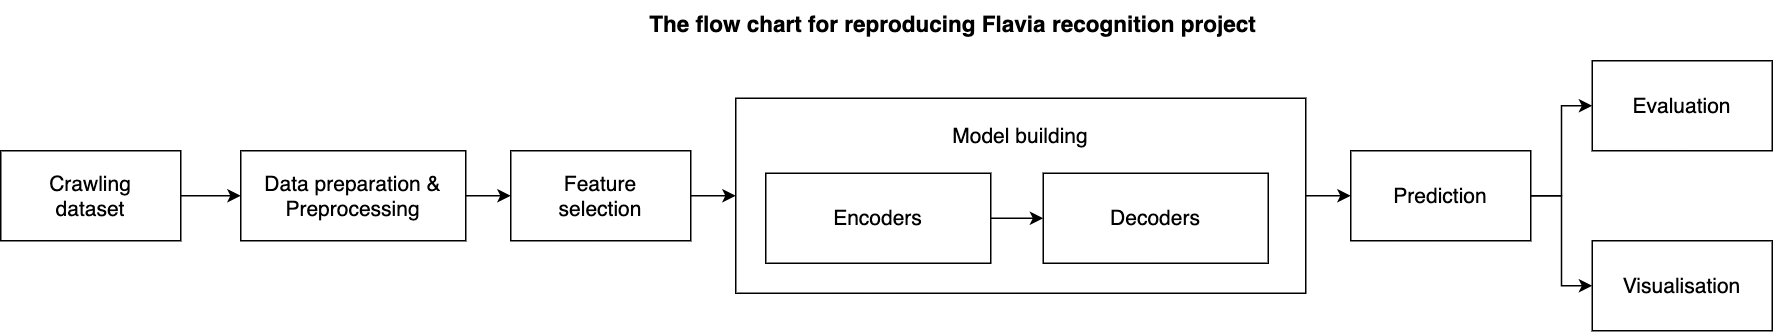 The flow chart for reproducing Flavia recognition project
Crawling
dataset
Data preparation &
Preprocessing
Feature
selection
Model building
Encoders
Decoders
Prediction
Evaluation
Visualisation